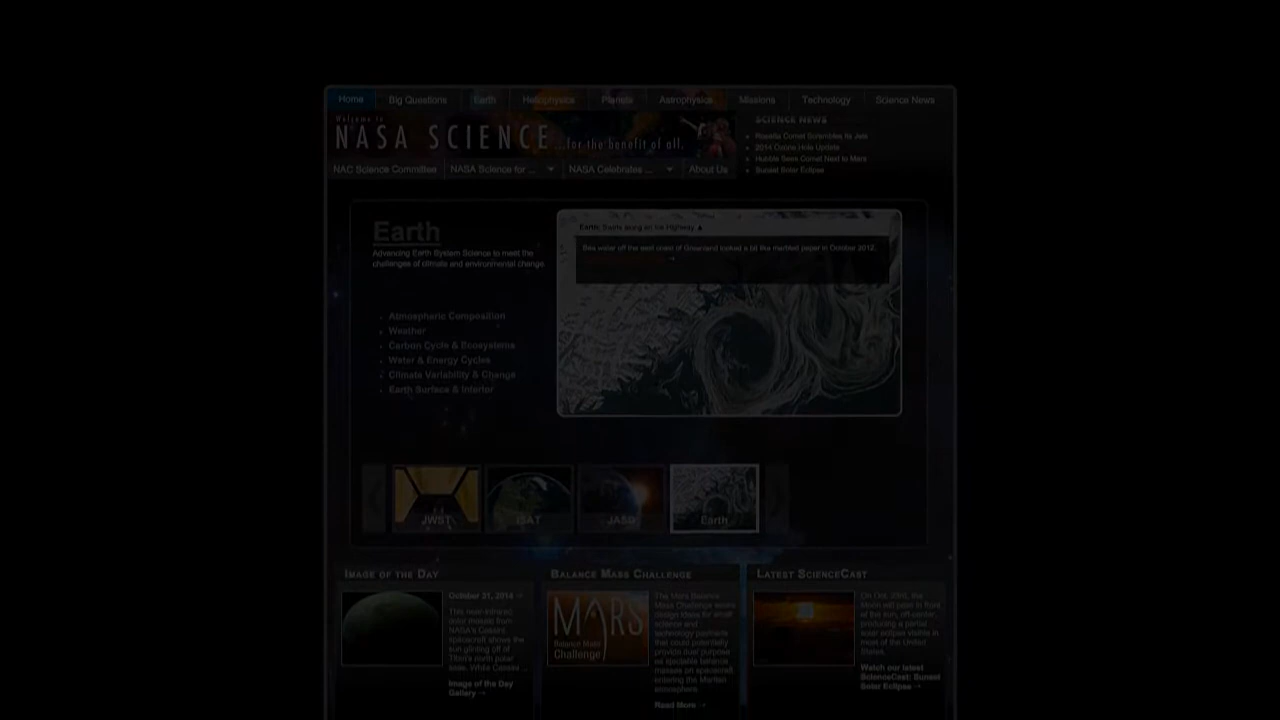 Home Big Questions Earth Heliophysics Planets Astrophysics Missions Technology Science News
Welcome to
NASA SCIENCE ...for the benefit of all.
SCIENCE NEWS
Rosetta Comet Scrambles its Jets
2014 Ozone Hole Update
Hubble Sees Comet Next to Mars
Sunset Solar Eclipse
NAC Science Committee NASA Science for ... NASA Celebrates ... About Us
Earth
Advancing Earth System Science to meet the
challenges of climate and environmental change.
Atmospheric Composition
Weather
Carbon Cycle & Ecosystems
Water & Energy Cycles
Climate Variability & Change
Earth Surface & Interior
Earth: Swirls along an Ice Highway
Sea water off the east coast of Greenland looked a bit like marbled paper in October 2012.
JWST ISAT JASD Earth
IMAGE OF THE DAY
October 21, 2014
This near-infrared
color mosaic from
NASA's Cassini
spacecraft shows the
sun glinting off of
Titan's north polar
seas. While Cassini ...
Image of the Day
Gallery →
BALANCE MASS CHALLENGE
MARS
Balance Mass
Challenge
The Mars Balance
Mass Challenge seeks
design ideas for small
science and
technology payloads
that could potentially
provide dual purpose
as ejectable balance
masses on spacecraft
entering the Martian
atmosphere.
Read More →
LATEST SCIENCECAST
On Oct. 23rd, the
Moon will pass in front
of the sun, off-center,
producing a partial
solar eclipse visible in
most of the United
States.
Watch our latest
ScienceCast: Sunset
Solar Eclipse →